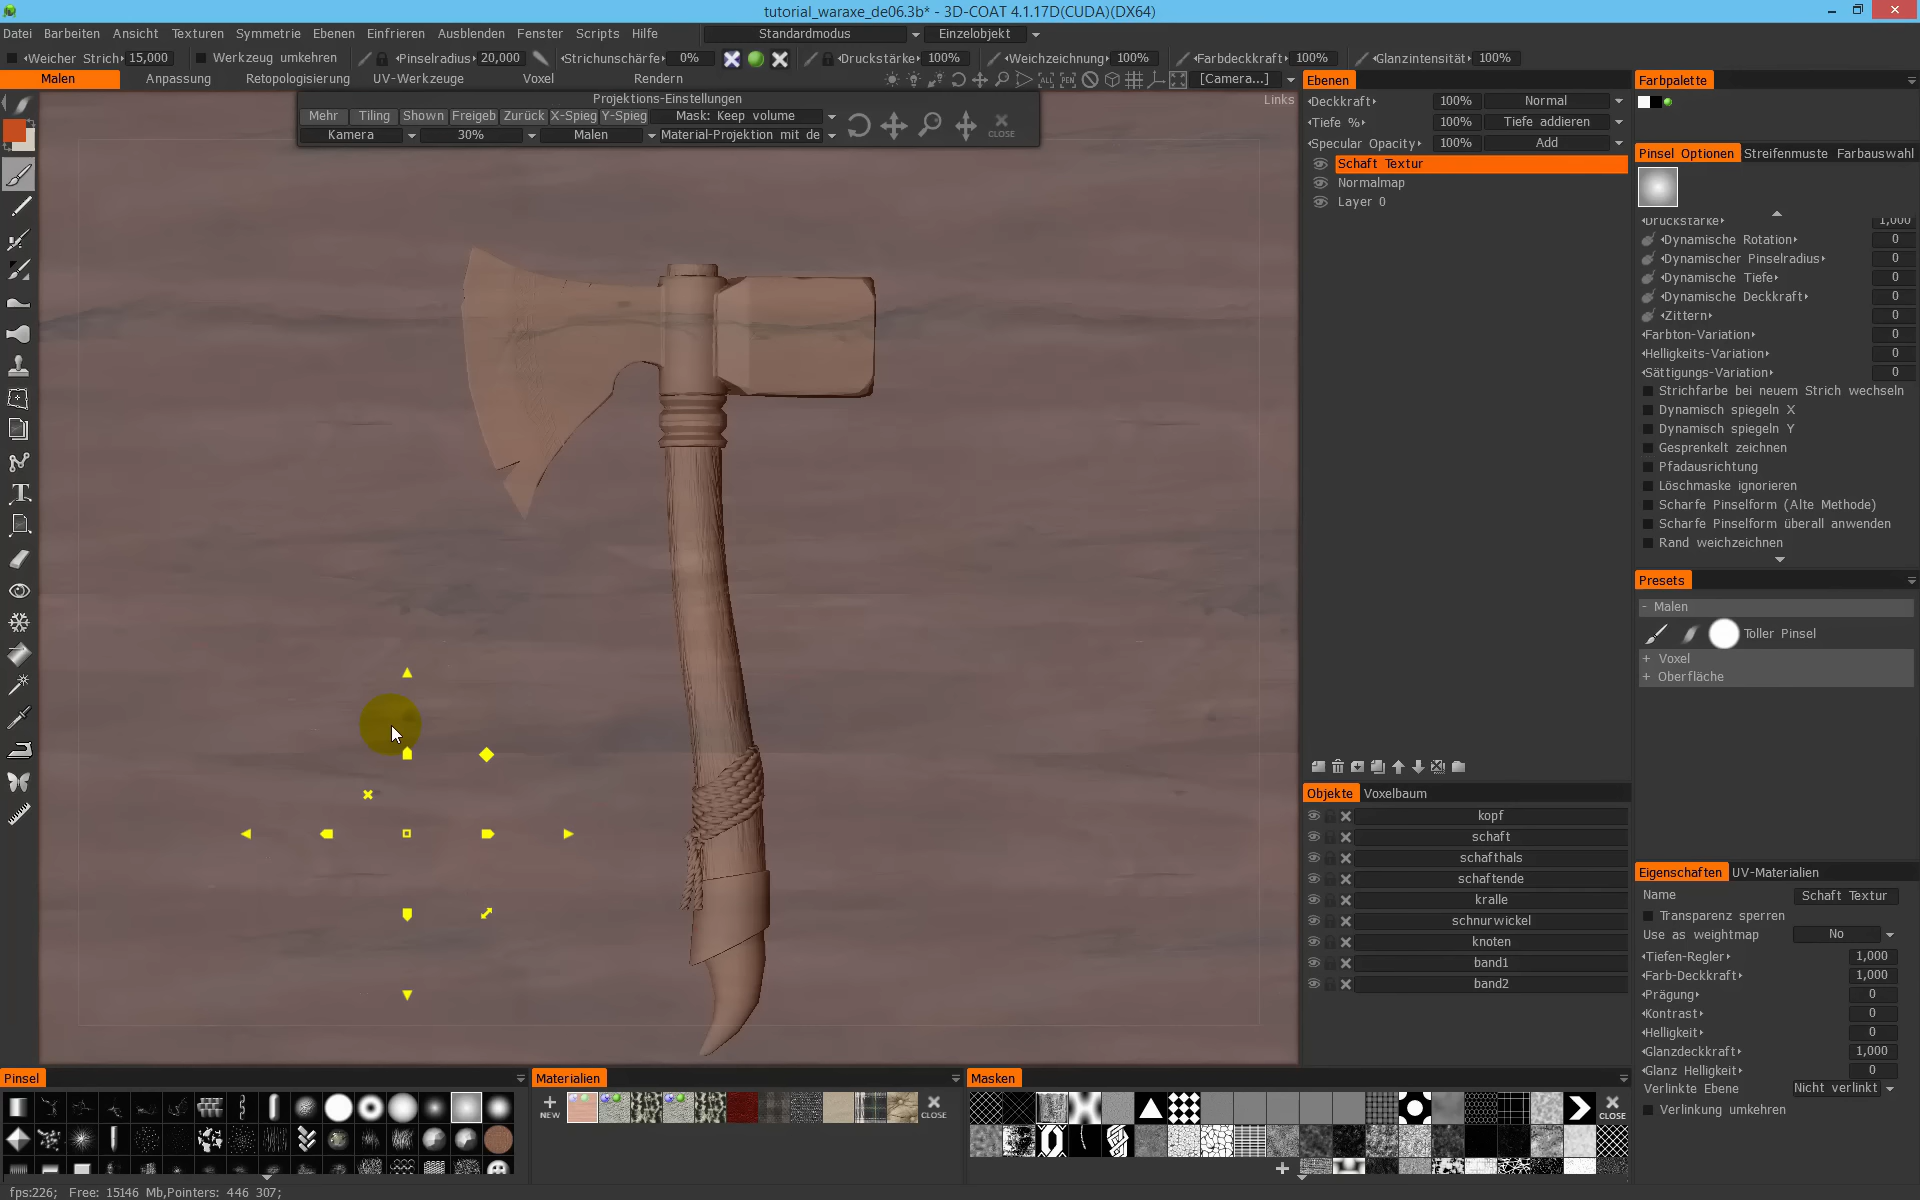 tutorial_waraxe_de06.3b* - 3D-COAT 4.1.17D(CUDA)(DX64)
Datei Bearbeiten Ansicht Texturen Symmetrie Ebenen Einfrieren Ausblenden Fenster Scripts Hilfe Standardmodus Einzelobjekt
Weicher Strich 15,000 Werkzeug umkehren Pinselradius 20,000 Strichunschärfe 0% Druckstärke 100% Weichzeichnung 100% Farbdeckkraft 100% Glanzintensität 100%
Malen Anpassung Retopologisierung UV-Werkzeuge Voxel Rendern [Camera...]
Projektions-Einstellungen
Mehr Tiling Shown Freigeb Zurück X-Spieg Y-Spieg Mask: Keep volume
Kamera 30% Malen Material-Projektion mit de
CLOSE
Links
Ebenen
Deckkraft 100% Normal
Tiefe % 100% Tiefe addieren
Specular Opacity 100% Add
Schaft Textur
Normalmap
Layer 0
Objekte Voxelbaum
kopf
schaft
schafthals
schaftende
kralle
schnurwickel
knoten
band1
band2
Farbpalette
Pinsel Optionen Streifenmuste Farbauswahl
Druckstärke 1,000
Dynamische Rotation 0
Dynamischer Pinselradius 0
Dynamische Tiefe 0
Dynamische Deckkraft 0
Zittern 0
Farbton-Variation 0
Helligkeits-Variation 0
Sättigungs-Variation 0
Strichfarbe bei neuem Strich wechseln
Dynamisch spiegeln X
Dynamisch spiegeln Y
Gesprenkelt zeichnen
Pfadausrichtung
Löschmaske ignorieren
Scharfe Pinselform (Alte Methode)
Scharfe Pinselform überall anwenden
Rand weichzeichnen
Presets
- Malen
Toller Pinsel
+ Voxel
+ Oberfläche
Eigenschaften UV-Materialien
Name Schaft Textur
Transparenz sperren
Use as weightmap No
Tiefen-Regler 1,000
Farb-Deckkraft 1,000
Prägung 0
Kontrast 0
Helligkeit 0
Glanzdeckkraft 1,000
Glanz Helligkeit 0
Verlinkte Ebene Nicht verlinkt
Verlinkung umkehren
Pinsel
Materialien
NEW
CLOSE
Masken
CLOSE
fps:226; Free: 15146 Mb,Pointers: 446 307;